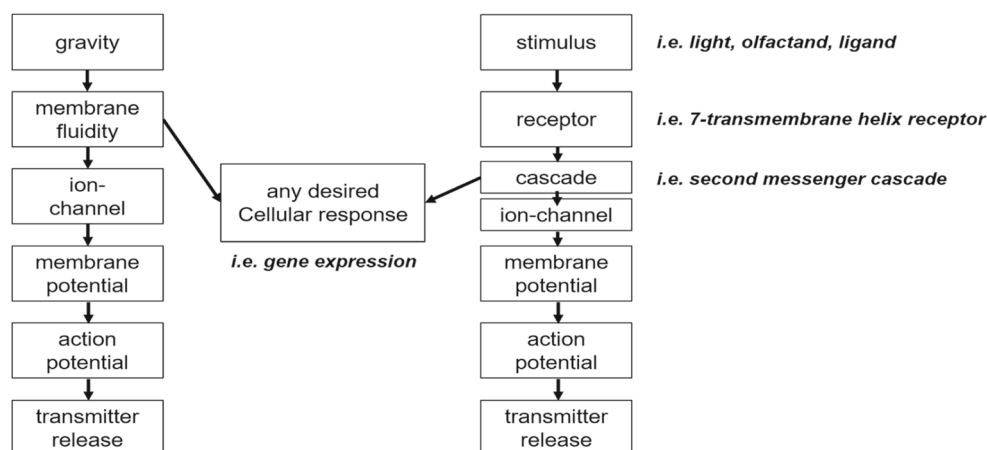 gravity
membrane
fluidity
ion-
channel
membrane
potential
action
potential
transmitter
release
any desired
Cellular response
i.e. gene expression
stimulus
i.e. light, olfactand, ligand
receptor
i.e. 7-transmembrane helix receptor
cascade
i.e. second messenger cascade
ion-channel
membrane
potential
action
potential
transmitter
release